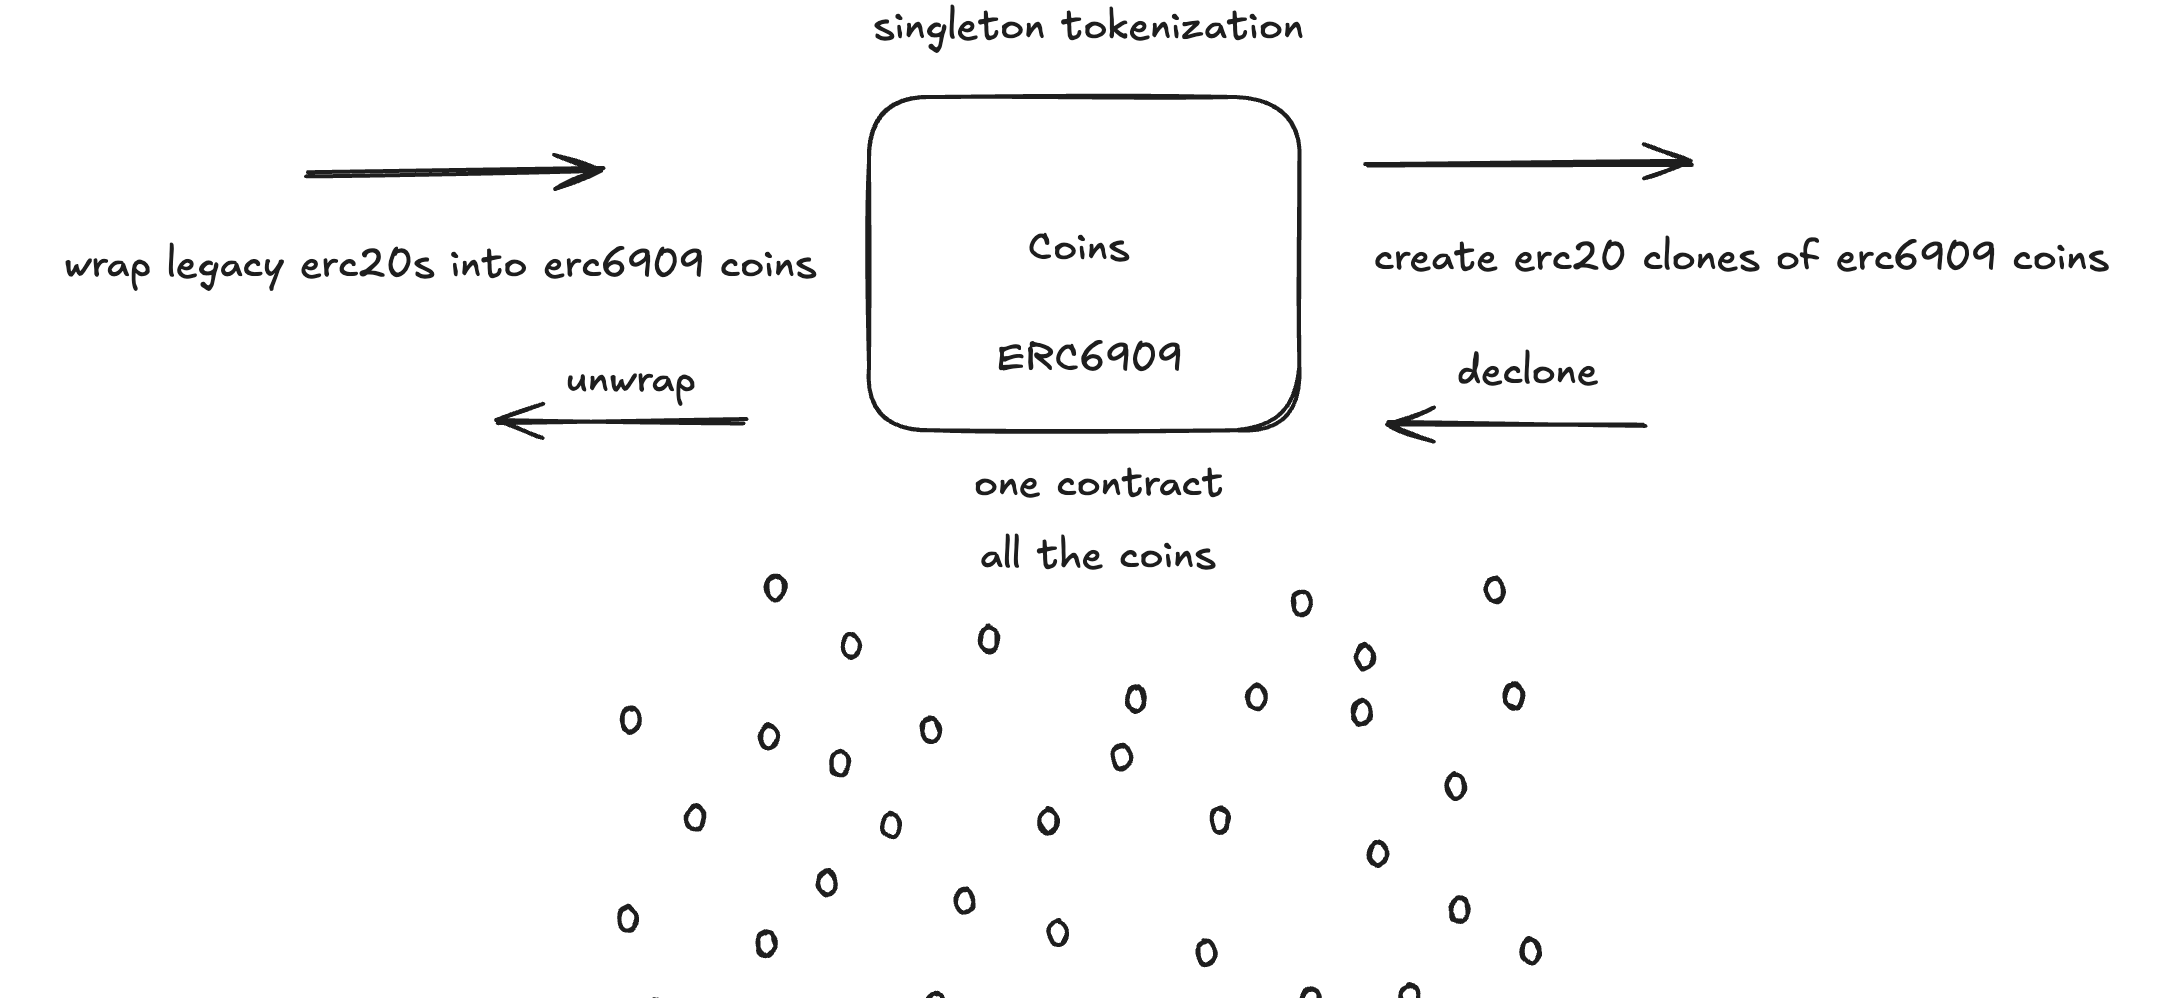 singleton tokenization
wrap legacy erc20s into erc6909 coins
unwrap
Coins
ERC6909
create erc20 clones of erc6909 coins
declone
one contract
all the coins